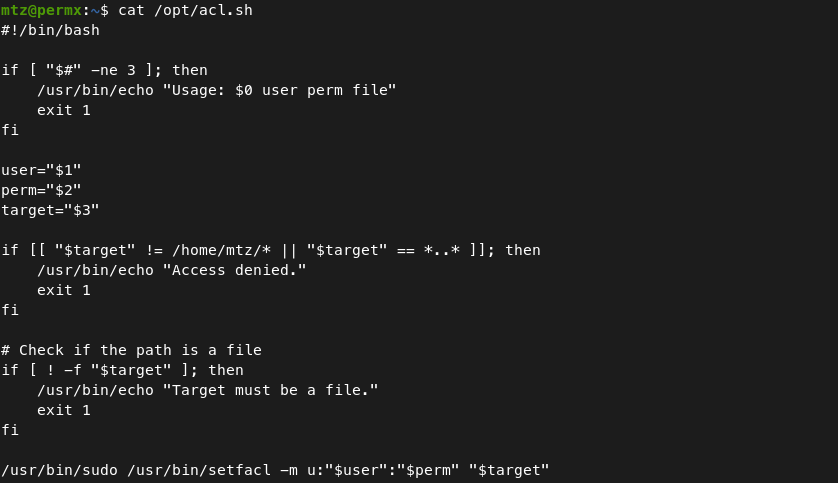 mtz@permx:~$ cat /opt/acl.sh
#!/bin/bash

if [ "$#" -ne 3 ]; then
    /usr/bin/echo "Usage: $0 user perm file"
    exit 1
fi

user="$1"
perm="$2"
target="$3"

if [[ "$target" != /home/mtz/* || "$target" == *..* ]]; then
    /usr/bin/echo "Access denied."
    exit 1
fi

# Check if the path is a file
if [ ! -f "$target" ]; then
    /usr/bin/echo "Target must be a file."
    exit 1
fi

/usr/bin/sudo /usr/bin/setfacl -m u:"$user":"$perm" "$target"